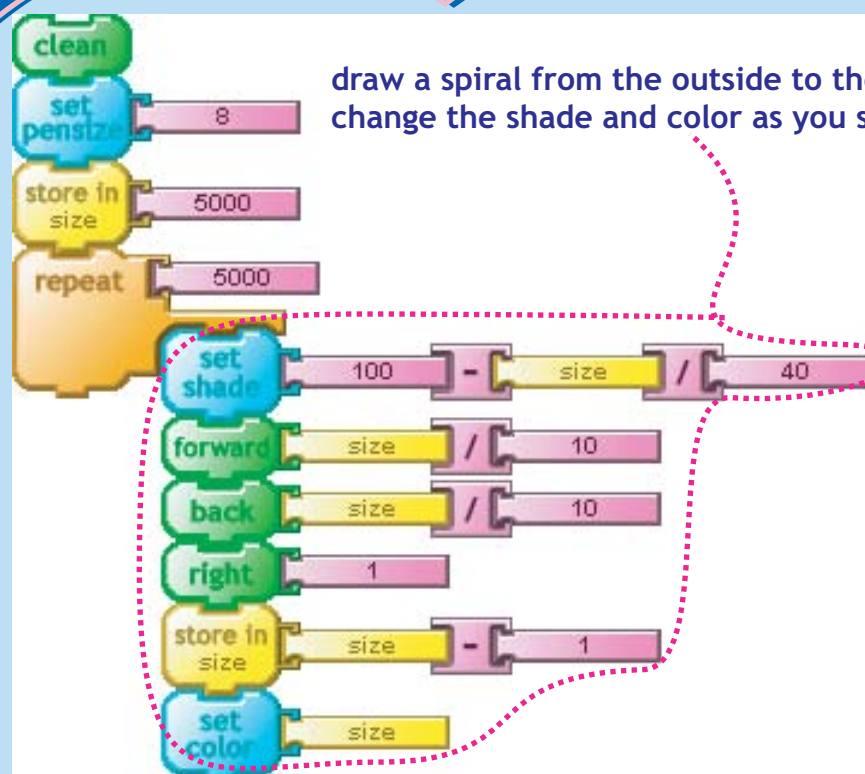 clean
draw a spiral from the outside to the
change the shade and color as you
set
pensize 8
store in
size 5000
repeat 5000
set
shade 100 - size / 40
forward size / 10
back size / 10
right 1
store in
size size - 1
set
color size